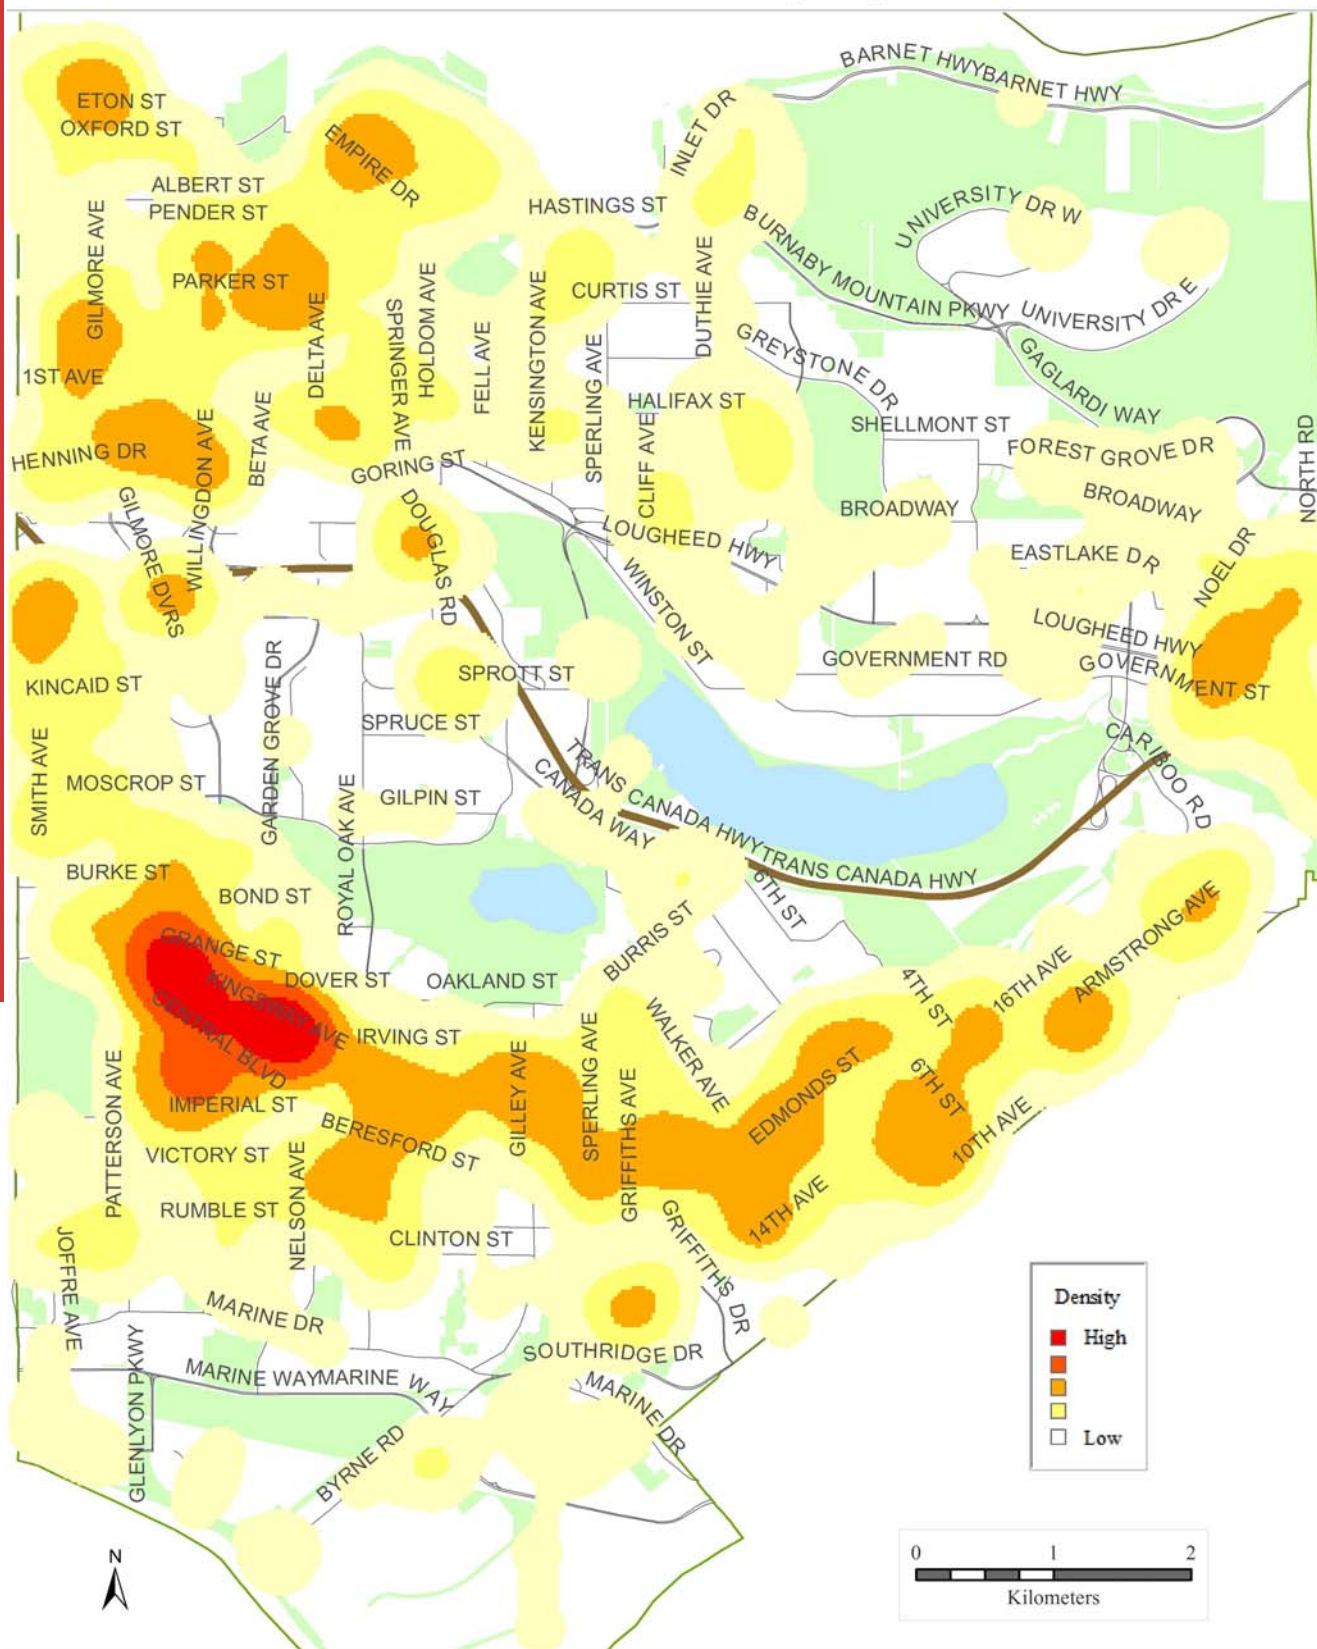 BARNET HWY
BARNET HWY
ETON ST
OXFORD ST
EMPIRE DR
INLET DR
ALBERT ST
PENDER ST
HASTINGS ST
UNIVERSITY DR W
GILMORE AVE
BURNABY MOUNTAIN PKWY
PARKER ST
CURTIS ST
DUTHIE AVE
UNIVERSITY DR E
DELTA AVE
SPRINGER AVE
HOLDOM AVE
FELL AVE
KENSINGTON AVE
SPERLING AVE
GREYSTONE DR
GAGLARDI WAY
1ST AVE
HALIFAX ST
SHELLMONT ST
BETA AVE
WILLINGDON AVE
CLIFF AVE
FOREST GROVE DR
NORTH RD
HENNING DR
GORING ST
BROADWAY
BROADWAY
GILMORE DVRS
DOUGLAS RD
LOUGHEED HWY
EASTLAKE DR
NOEL DR
WINSTON ST
LOUGHEED HWY
GARDEN GROVE DR
SPROTT ST
GOVERNMENT RD
GOVERNMENT ST
KINCAID ST
SPRUCE ST
SMITH AVE
MOSCROP ST
ROYAL OAK AVE
GILPIN ST
TRANS CANADA HWY
CANADA WAY
TRANS CANADA HWY
CARIBOO RD
BURKE ST
BOND ST
6TH ST
GRANGE ST
BURRIS ST
ARMSTRONG AVE
DOVER ST
OAKLAND ST
4TH ST
16TH AVE
KINGSWAY AVE
CENTRAL BLVD
IRVING ST
WALKER AVE
PATTERSON AVE
GILLEY AVE
SPERLING AVE
GRIFFITHS AVE
EDMONDS ST
6TH ST
IMPERIAL ST
BERESFORD ST
10TH AVE
VICTORY ST
NELSON AVE
RUMBLE ST
CLINTON ST
14TH AVE
JOFFRE AVE
GRIFFITHS DR
MARINE DR
SOUTHRIDGE DR
GLENLYON PKWY
MARINE WAY
MARINE WAY
MARINE DR
BYRNE RD
Density
High
Low
N
0 1 2
Kilometers